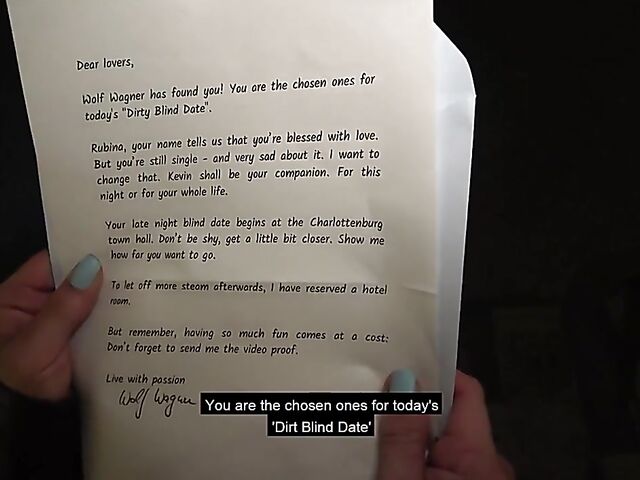 Dear lovers,
Wolf Wagner has found you! You are the chosen ones for
today's "Dirty Blind Date".
Rubina, your name tells us that you're blessed with love.
But you're still single - and very sad about it. I want to
change that. Kevin shall be your companion. For this
night or for your whole life.
Your late night blind date begins at the Charlottenburg
town hall. Don't be shy, get a little bit closer. Show me
how far you want to go.
To let off more steam afterwards, I have reserved a hotel
room.
But remember, having so much fun comes at a cost:
Don't forget to send me the video proof.
Live with passion
Wolf Wagner
You are the chosen ones for today's
'Dirt Blind Date'